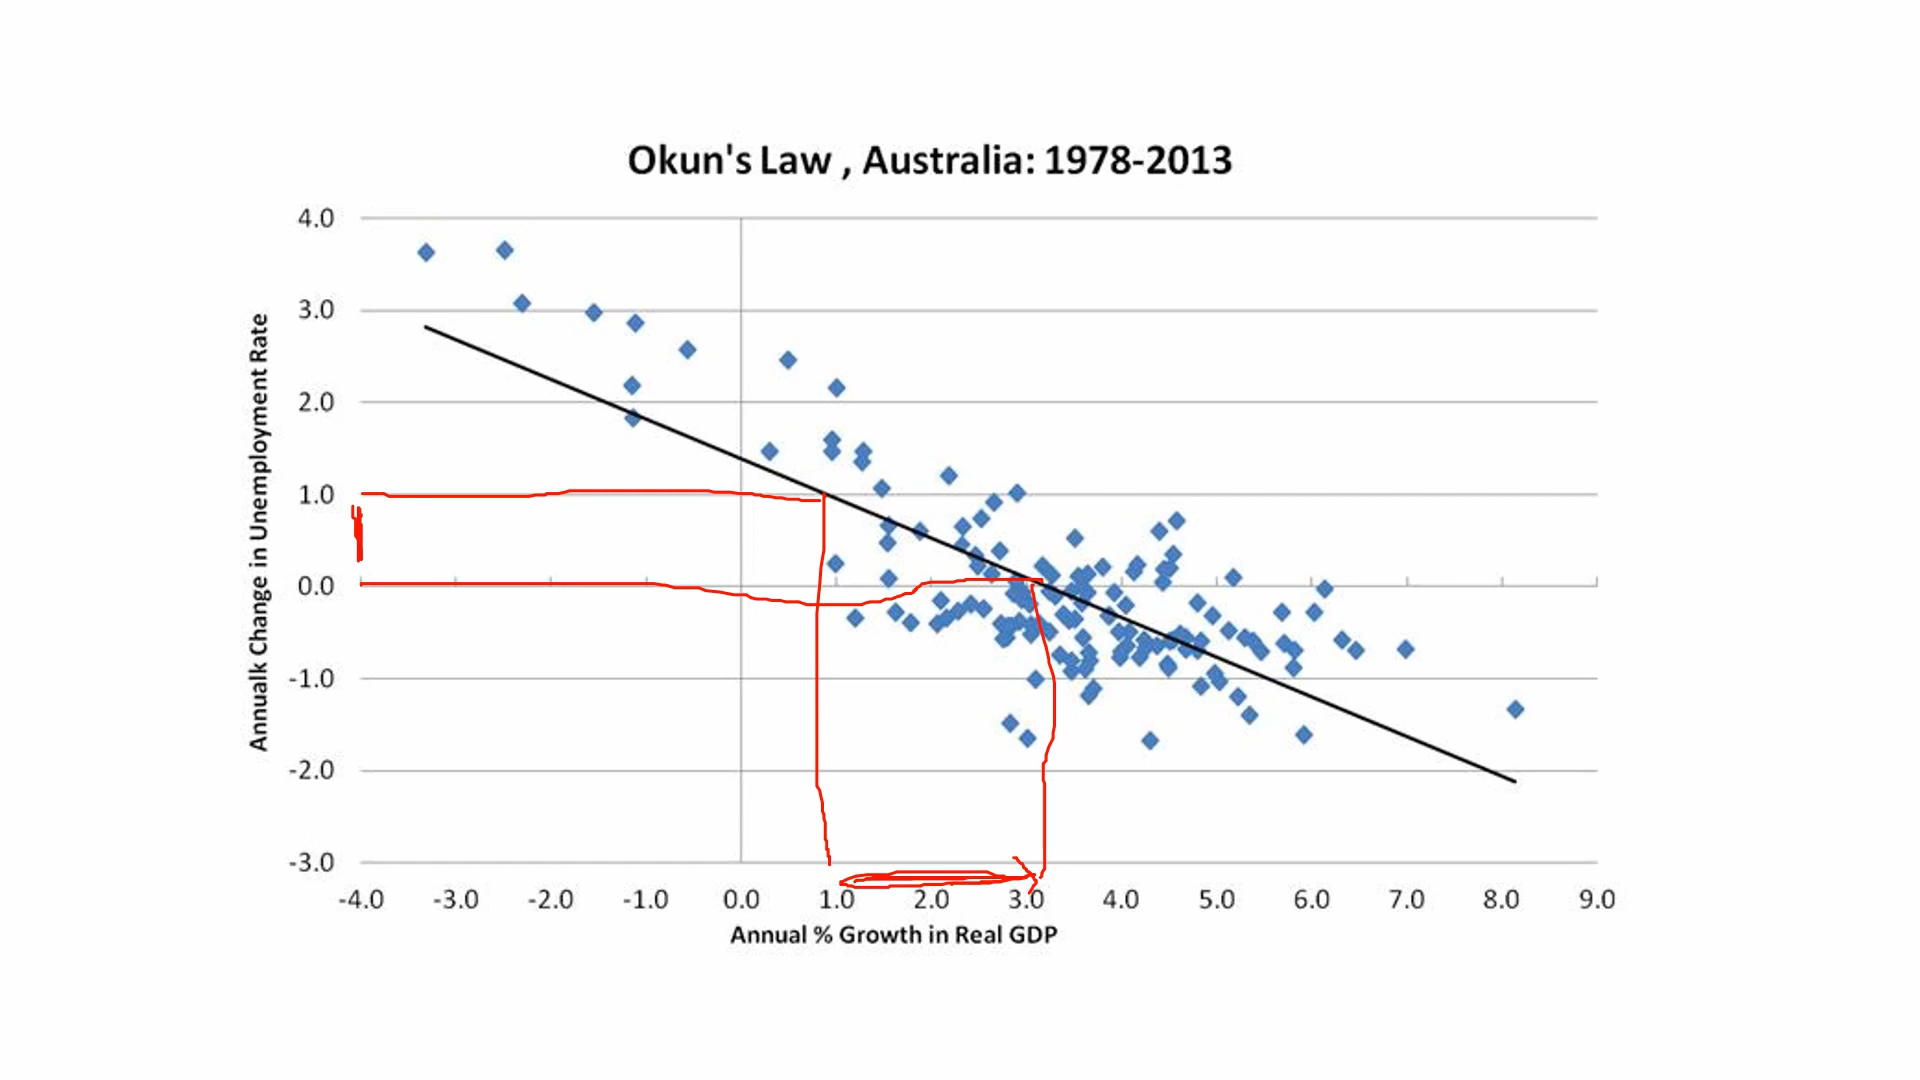 Okun's Law , Australia: 1978-2013
4.0
3.0
2.0
1.0
0.0
-1.0
-2.0
-3.0
Annualk Change in Unemployment Rate
-4.0 -3.0 -2.0 -1.0 0.0 1.0 2.0 3.0 4.0 5.0 6.0 7.0 8.0 9.0
Annual % Growth in Real GDP